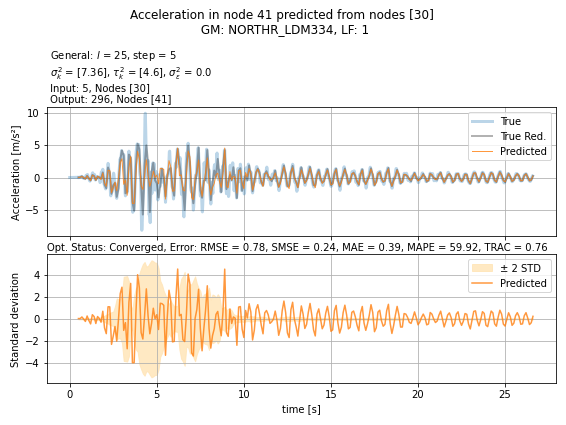 Acceleration in node 41 predicted from nodes [30]
GM: NORTHR_LDM334, LF: 1
General: l = 25, step = 5
σ²ₖ = [7.36], τ²ₖ = [4.6], σ²ε = 0.0
Input: 5, Nodes [30]
Output: 296, Nodes [41]
10
5
0
−5
Acceleration [m/s²]
True
True Red.
Predicted
Opt. Status: Converged, Error: RMSE = 0.78, SMSE = 0.24, MAE = 0.39, MAPE = 59.92, TRAC = 0.76
4
2
0
−2
−4
Standard deviation
± 2 STD
Predicted
0 5 10 15 20 25
time [s]